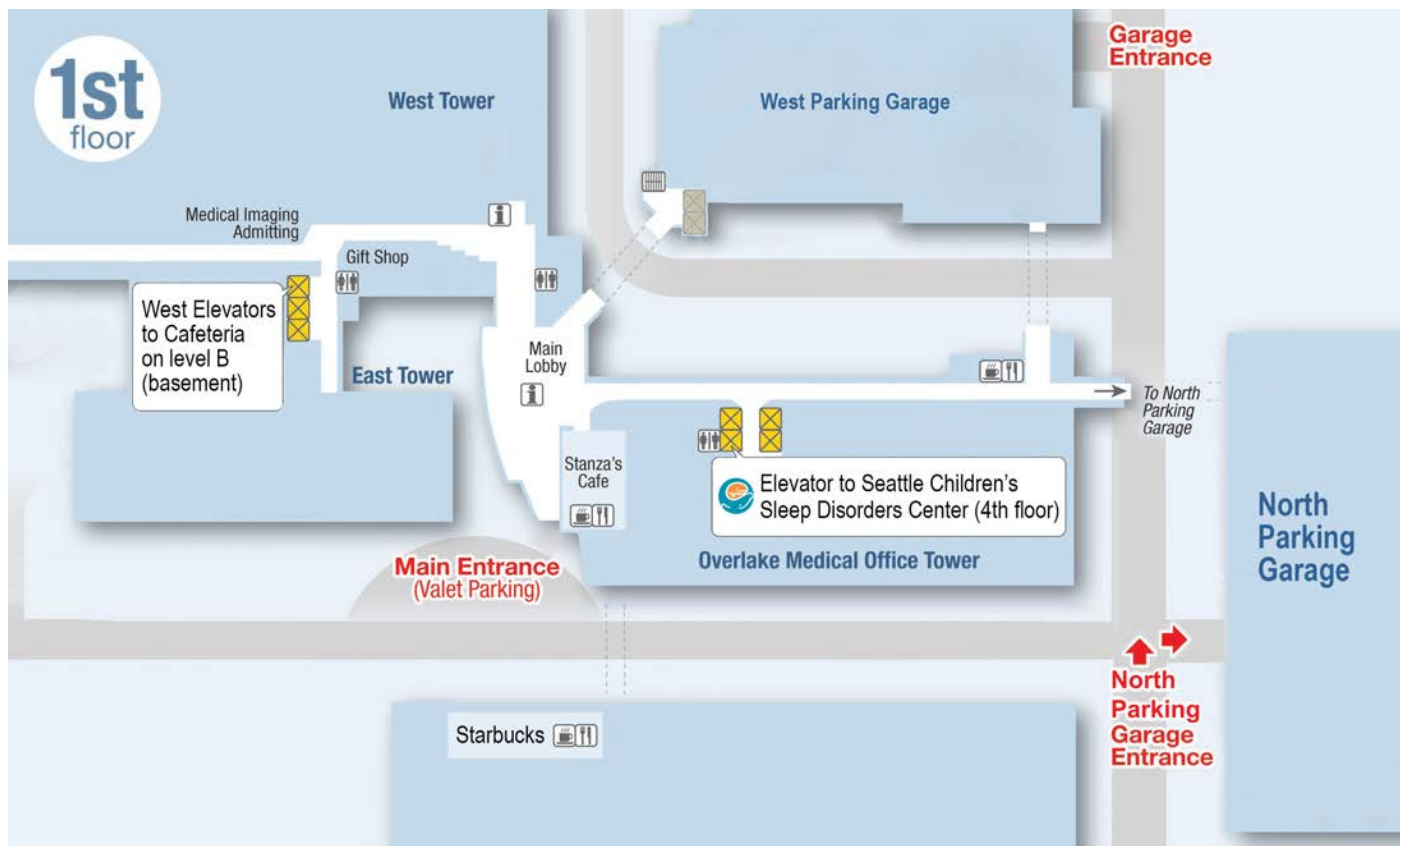 1st
floor
West Tower
West Parking Garage
Garage
Entrance
Medical Imaging
Admitting
Gift Shop
West Elevators
to Cafeteria
on level B
(basement)
East Tower
Main
Lobby
To North
Parking
Garage
Stanza's
Cafe
Elevator to Seattle Children's
Sleep Disorders Center (4th floor)
Overlake Medical Office Tower
North
Parking
Garage
Main Entrance
(Valet Parking)
North
Parking
Garage
Entrance
Starbucks